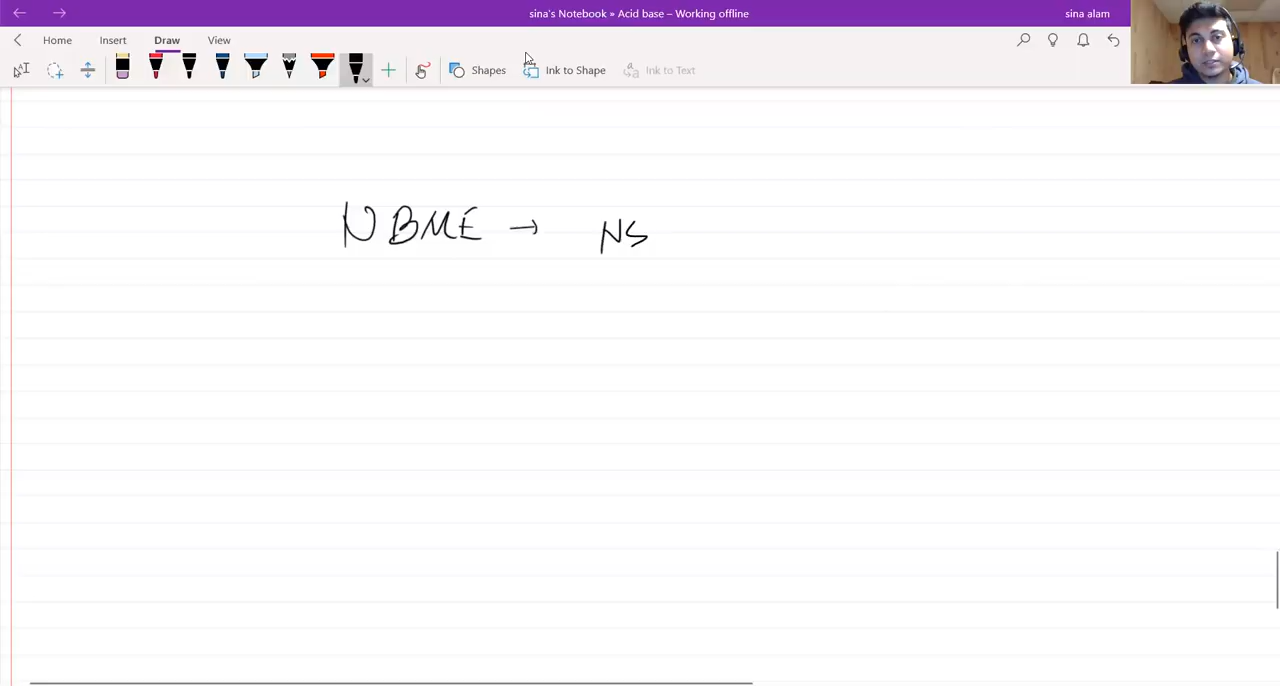 sina's Notebook » Acid base – Working offline
sina alam
Home Insert Draw View
Shapes Ink to Shape Ink to Text
NBME → NS